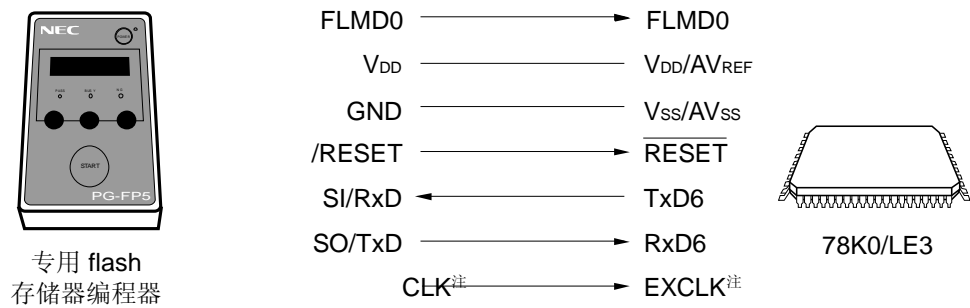 NEC
POWER
START
PG-FP5
专用 flash
存储器编程器
FLMD0 FLMD0
VDD VDD/AVREF
GND VSS/AVSS
/RESET RESET
SI/RxD TxD6
SO/TxD RxD6
CLK注 EXCLK注
78K0/LE3